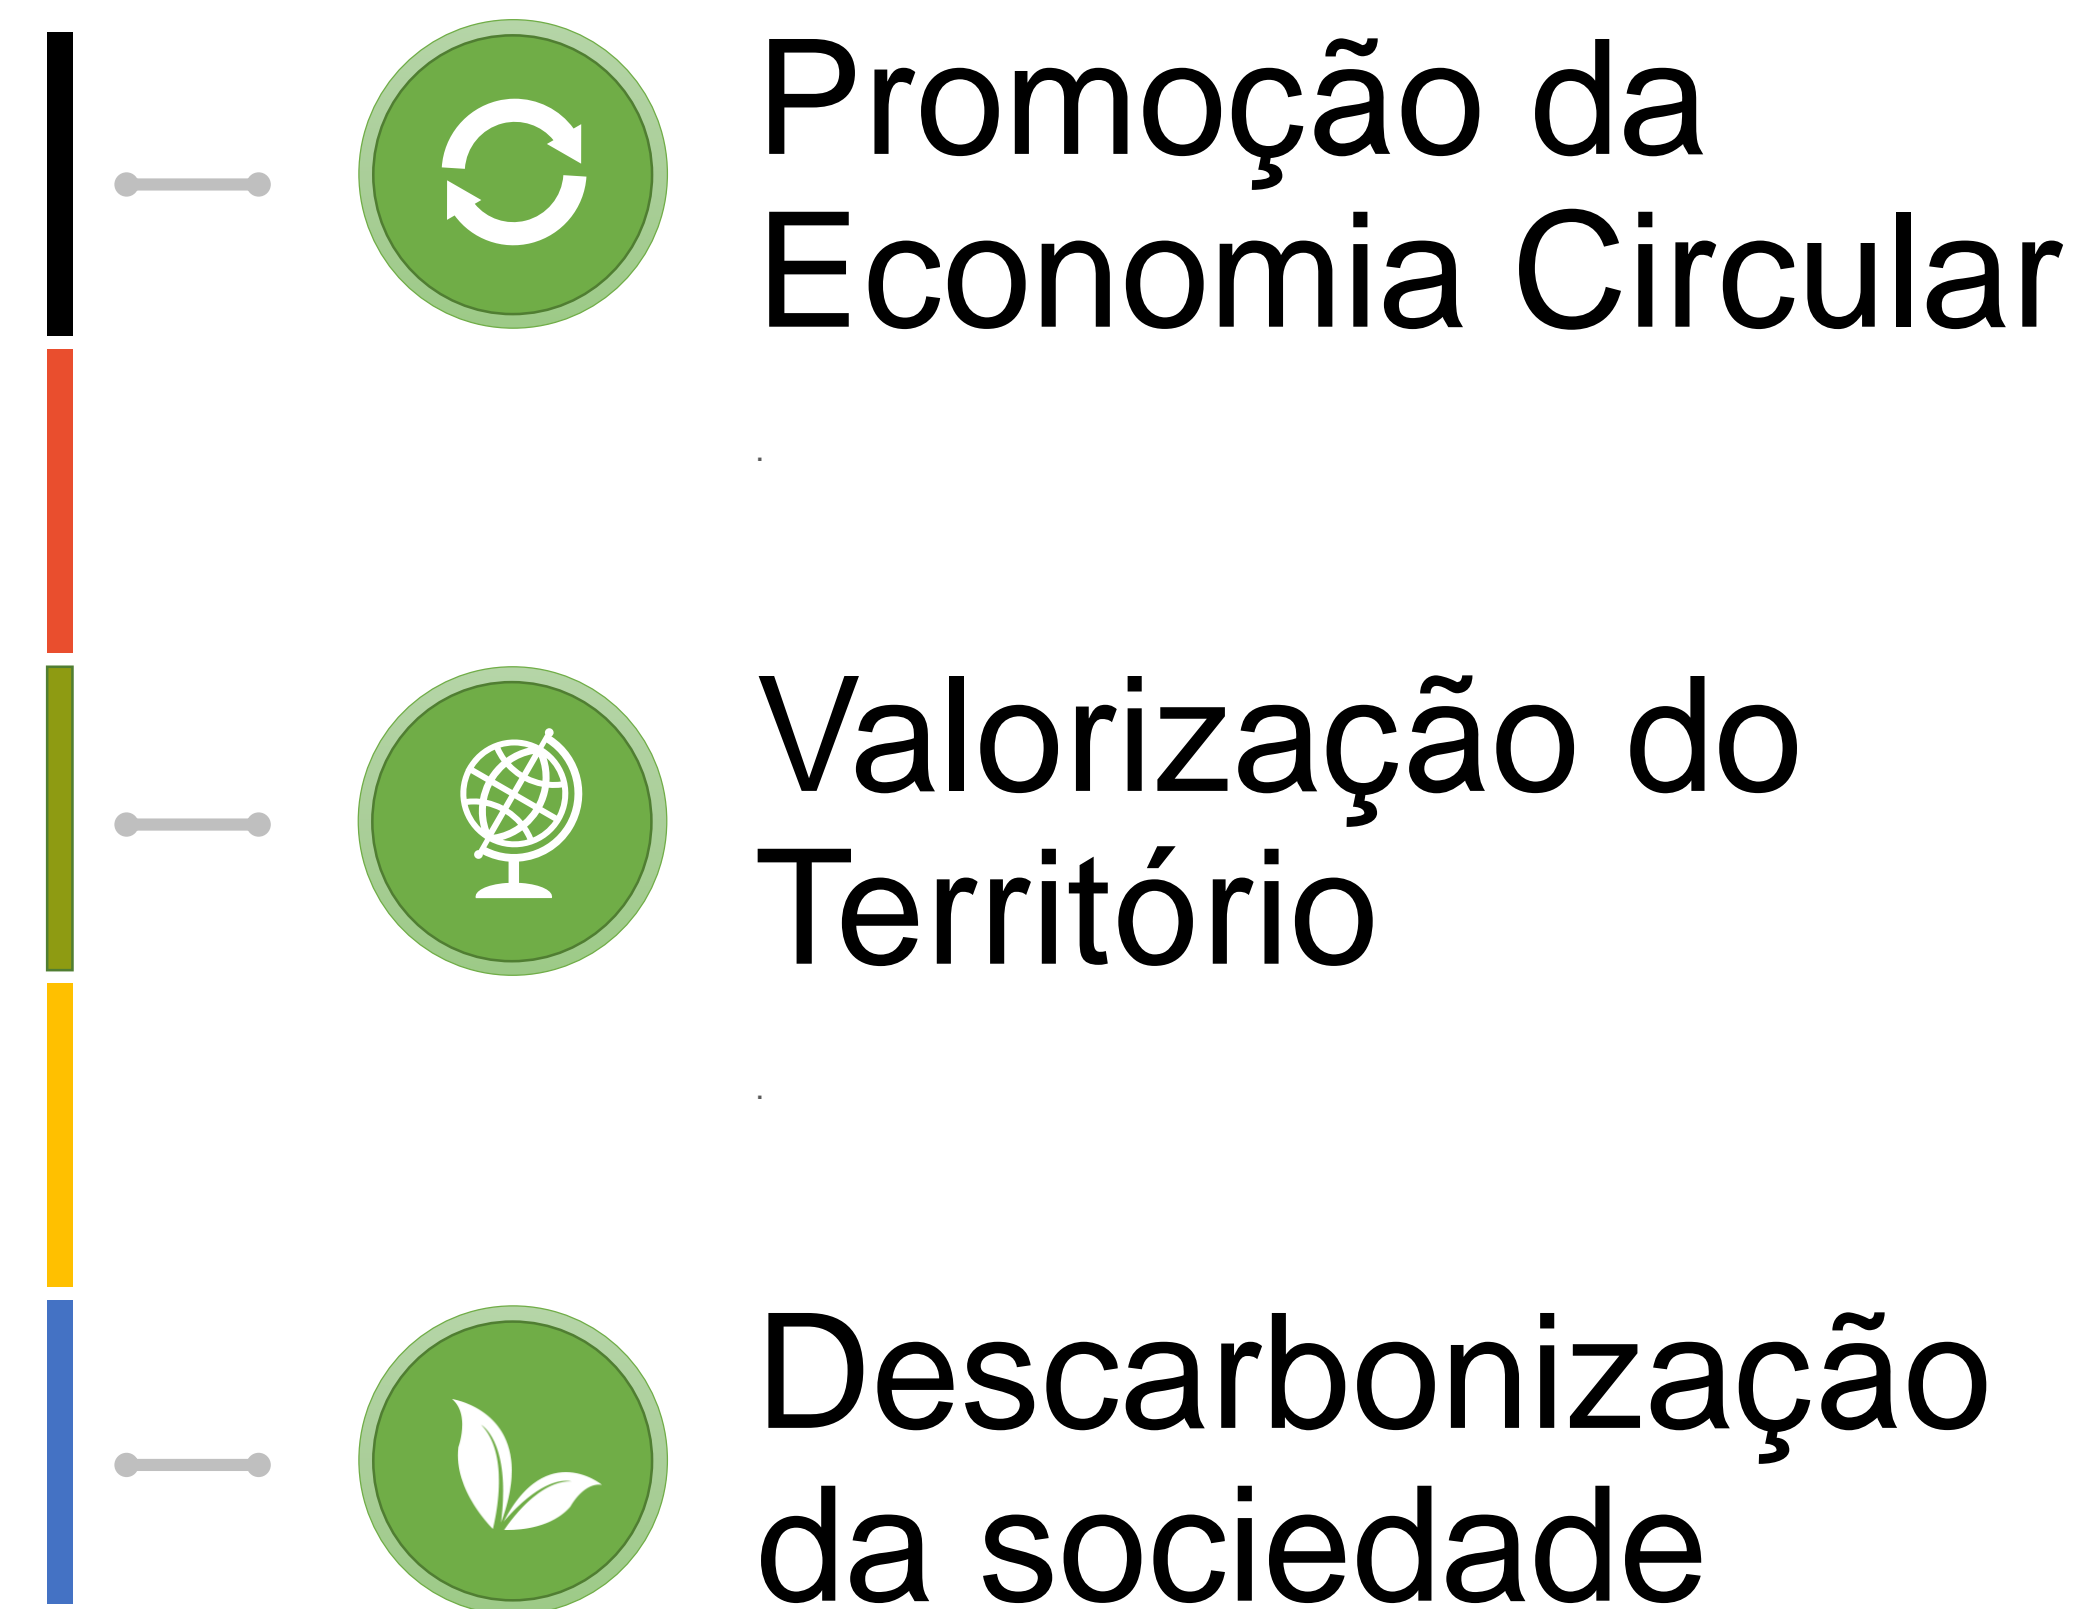 Promoção da
Economia Circular
.
Valorização do
Território
.
Descarbonização
da sociedade